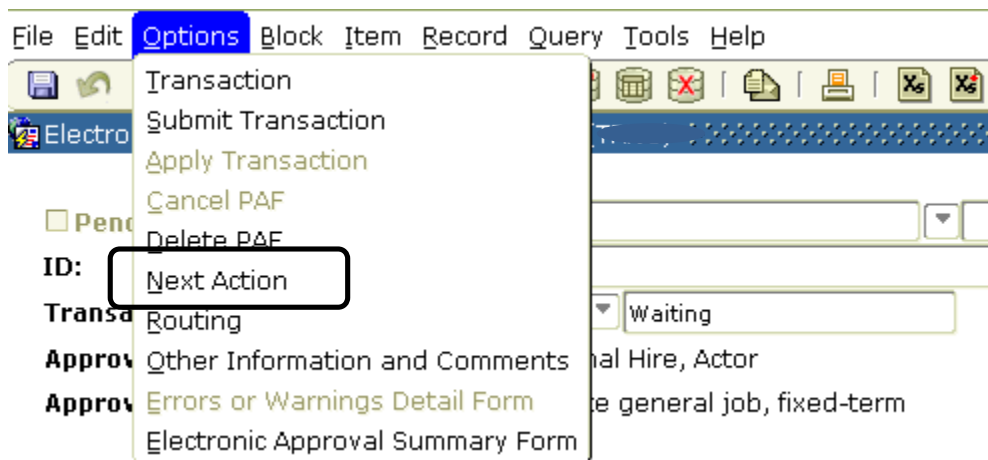 File Edit Options Block Item Record Query Tools Help
Transaction
Submit Transaction
Electro
Apply Transaction
Cancel PAF
Pend
Delete PAF
ID:
Next Action
Transa
Routing
Waiting
Approv
Other Information and Comments
nal Hire, Actor
Approv
Errors or Warnings Detail Form
te general job, fixed-term
Electronic Approval Summary Form